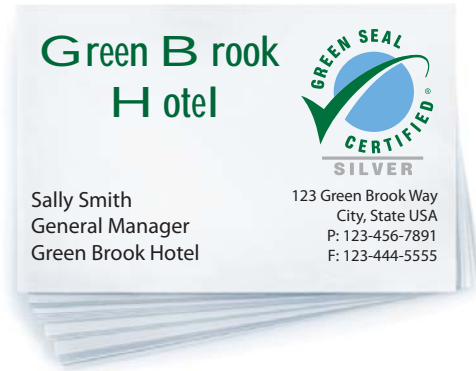 Green Brook
Hotel
GREEN SEAL
CERTIFIED®
SILVER
Sally Smith
General Manager
Green Brook Hotel
123 Green Brook Way
City, State USA
P: 123-456-7891
F: 123-444-5555